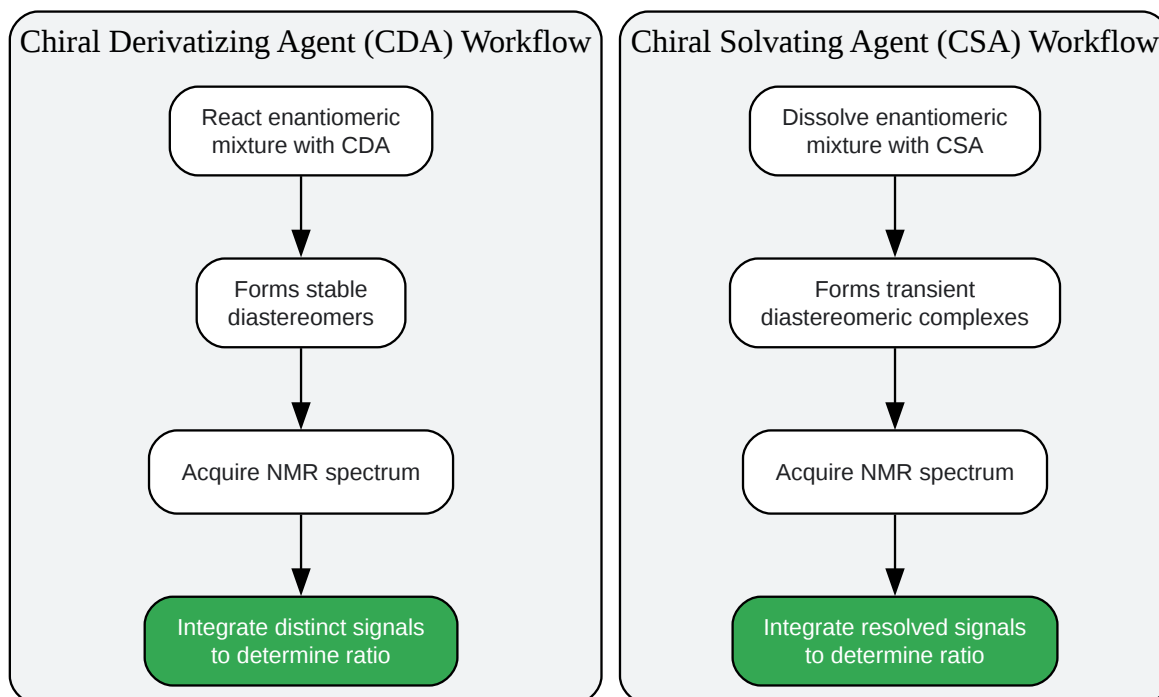 Chiral Derivatizing Agent (CDA) Workflow
React enantiomeric
mixture with CDA
Forms stable
diastereomers
Acquire NMR spectrum
Integrate distinct signals
to determine ratio
Chiral Solvating Agent (CSA) Workflow
Dissolve enantiomeric
mixture with CSA
Forms transient
diastereomeric complexes
Acquire NMR spectrum
Integrate resolved signals
to determine ratio